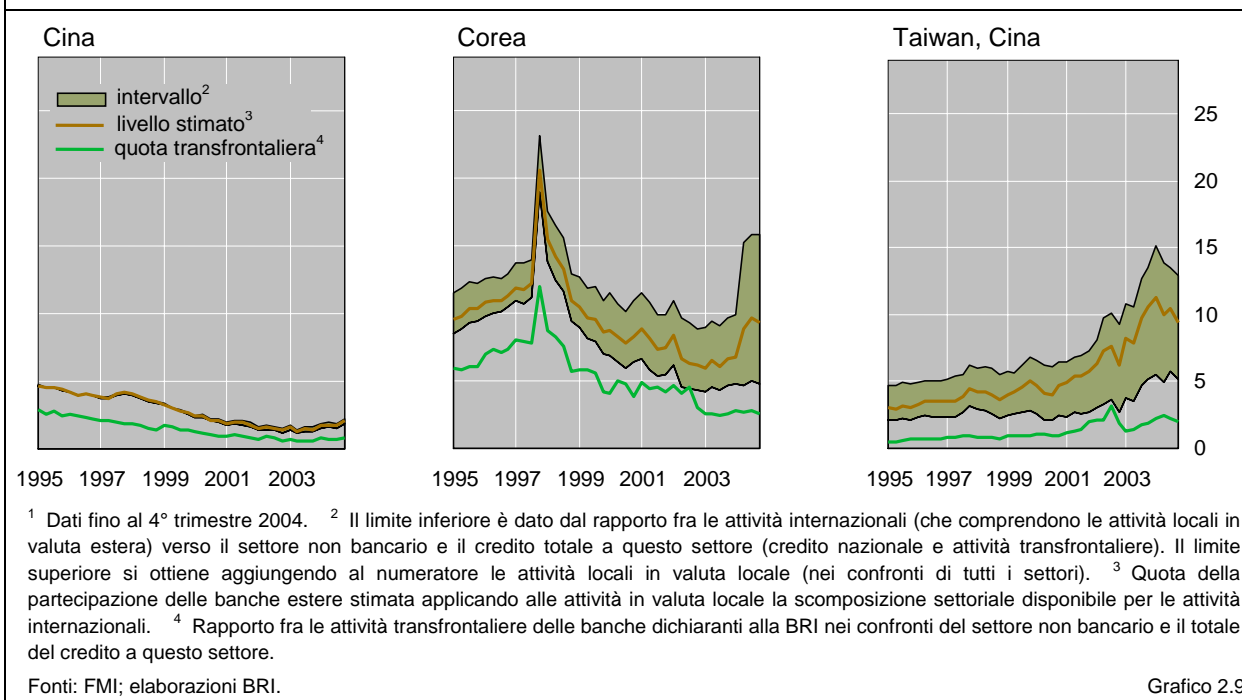 Cina
Corea
Taiwan, Cina
intervallo²
livello stimato³
quota transfrontaliera⁴
25
20
15
10
5
0
1995 1997 1999 2001 2003
1995 1997 1999 2001 2003
1995 1997 1999 2001 2003
¹ Dati fino al 4° trimestre 2004. ² Il limite inferiore è dato dal rapporto fra le attività internazionali (che comprendono le attività locali in
valuta estera) verso il settore non bancario e il credito totale a questo settore (credito nazionale e attività transfrontaliere). Il limite
superiore si ottiene aggiungendo al numeratore le attività locali in valuta locale (nei confronti di tutti i settori). ³ Quota della
partecipazione delle banche estere stimata applicando alle attività in valuta locale la scomposizione settoriale disponibile per le attività
internazionali. ⁴ Rapporto fra le attività transfrontaliere delle banche dichiaranti alla BRI nei confronti del settore non bancario e il totale
del credito a questo settore.
Fonti: FMI; elaborazioni BRI.
Grafico 2.9